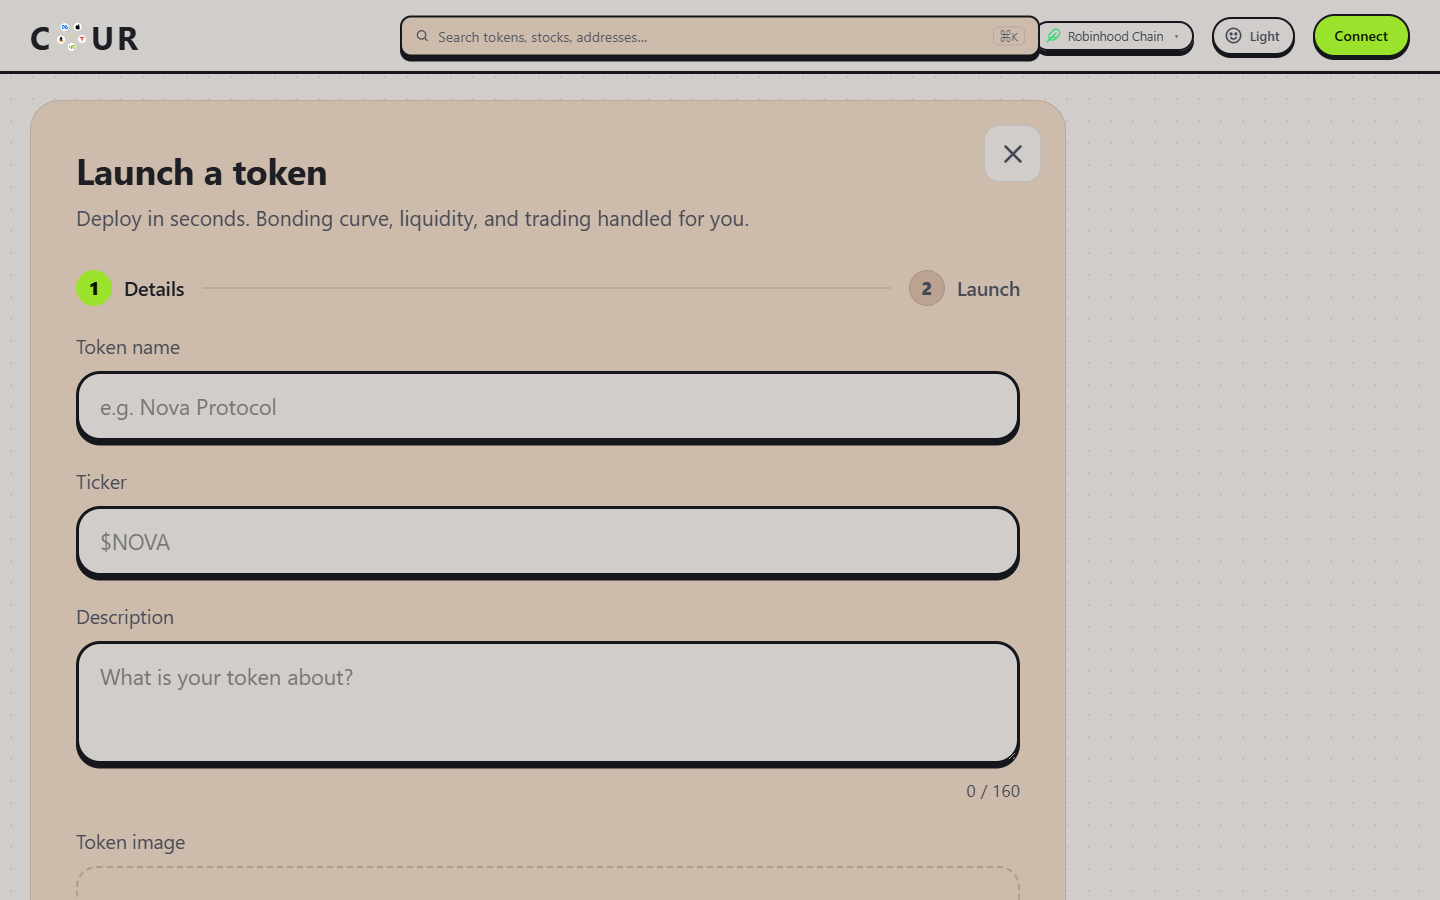 C UR
Search tokens, stocks, addresses...
⌘K
Robinhood Chain
Light
Connect
Launch a token
Deploy in seconds. Bonding curve, liquidity, and trading handled for you.
1 Details
2 Launch
Token name
e.g. Nova Protocol
Ticker
$NOVA
Description
What is your token about?
0 / 160
Token image